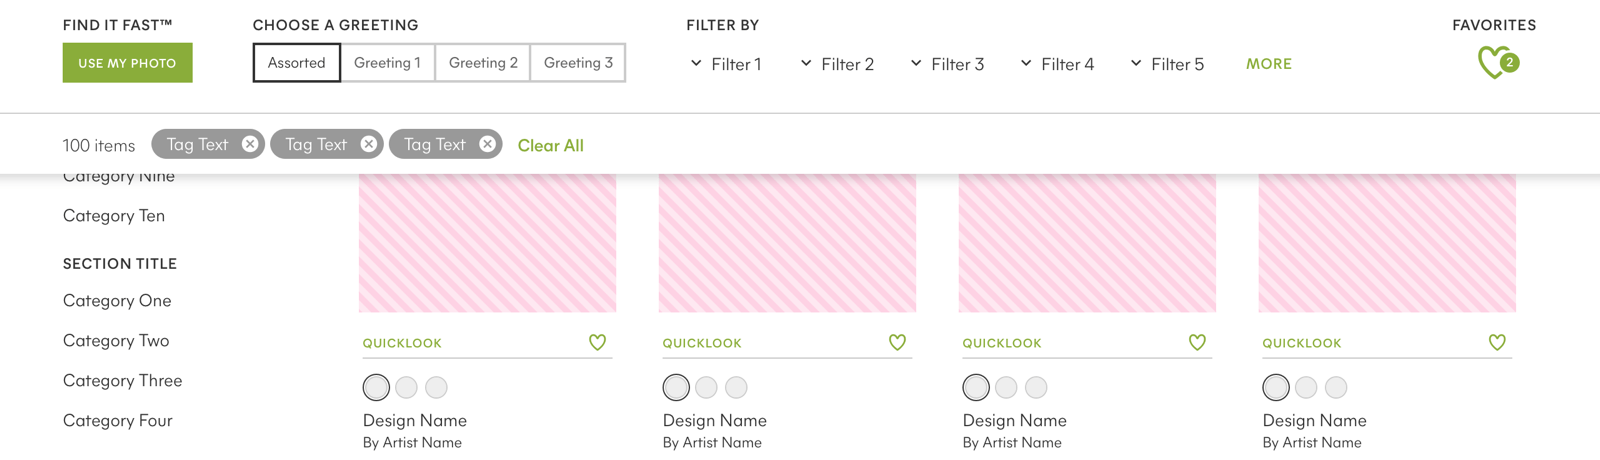 FIND IT FAST™
USE MY PHOTO
CHOOSE A GREETING
Assorted Greeting 1 Greeting 2 Greeting 3
FILTER BY
Filter 1 Filter 2 Filter 3 Filter 4 Filter 5 MORE
FAVORITES
2
100 items Tag Text Tag Text Tag Text Clear All
Category Nine
Category Ten
SECTION TITLE
Category One
Category Two
Category Three
Category Four
QUICKLOOK
Design Name
By Artist Name
QUICKLOOK
Design Name
By Artist Name
QUICKLOOK
Design Name
By Artist Name
QUICKLOOK
Design Name
By Artist Name